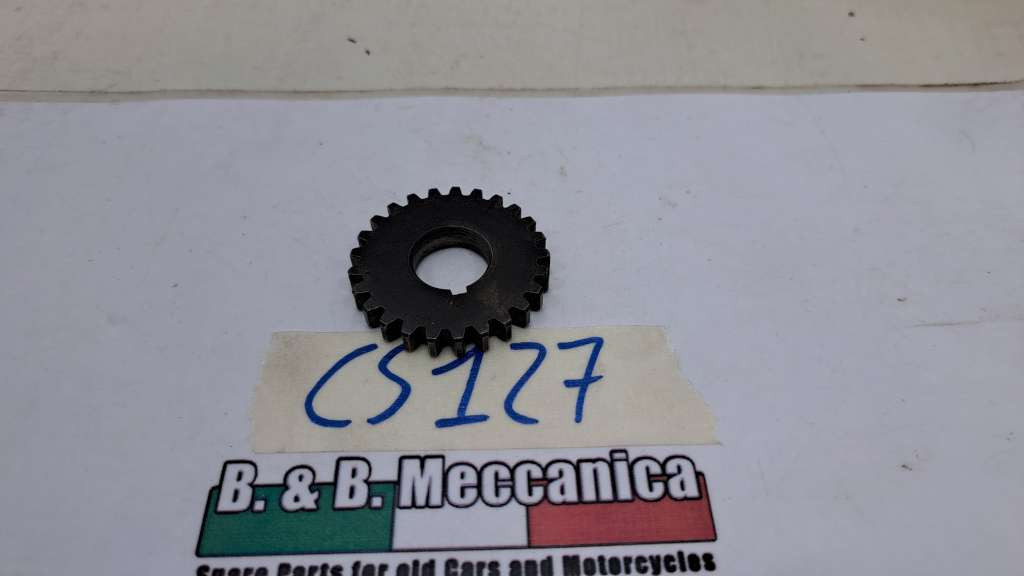 CS127
B. & B. Meccanica
Spare Parts for old Cars and Motorcycles